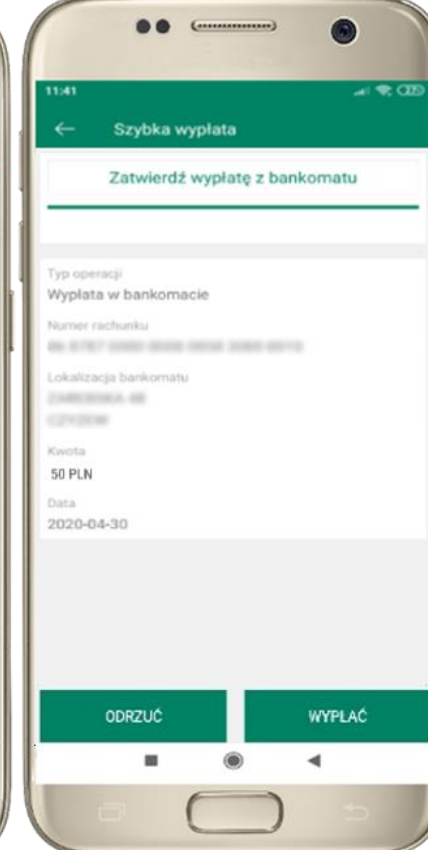 11:41
Szybka wypłata
Zatwierdź wypłatę z bankomatu
Typ operacji
Wypłata w bankomacie
Numer rachunku
Lokalizacja bankomatu
Kwota
50 PLN
Data
2020-04-30
ODRZUĆ
WYPŁAĆ